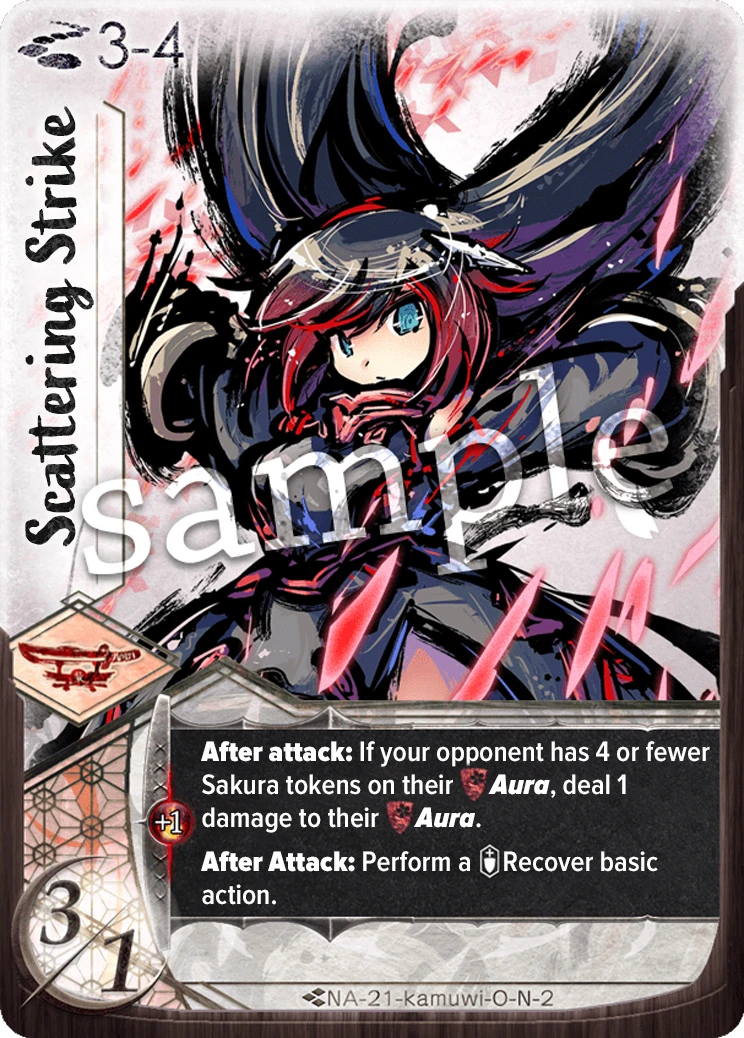 3-4
Scattering Strike
sample
After attack: If your opponent has 4 or fewer
Sakura tokens on their Aura, deal 1
damage to their Aura.
+1
After Attack: Perform a Recover basic
action.
3/1
NA-21-kamuwi-O-N-2